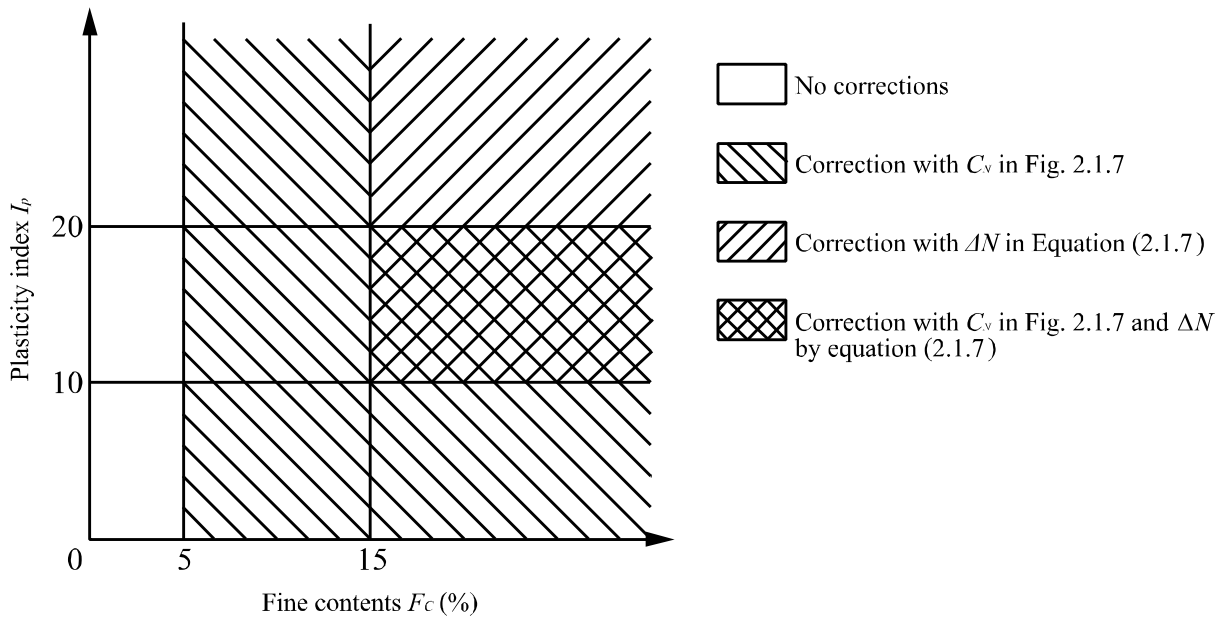 Plasticity index Ip
20
10
0
5
15
Fine contents FC (%)
No corrections
Correction with CN in Fig. 2.1.7
Correction with ΔN in Equation (2.1.7)
Correction with CN in Fig. 2.1.7 and ΔN
by equation (2.1.7)